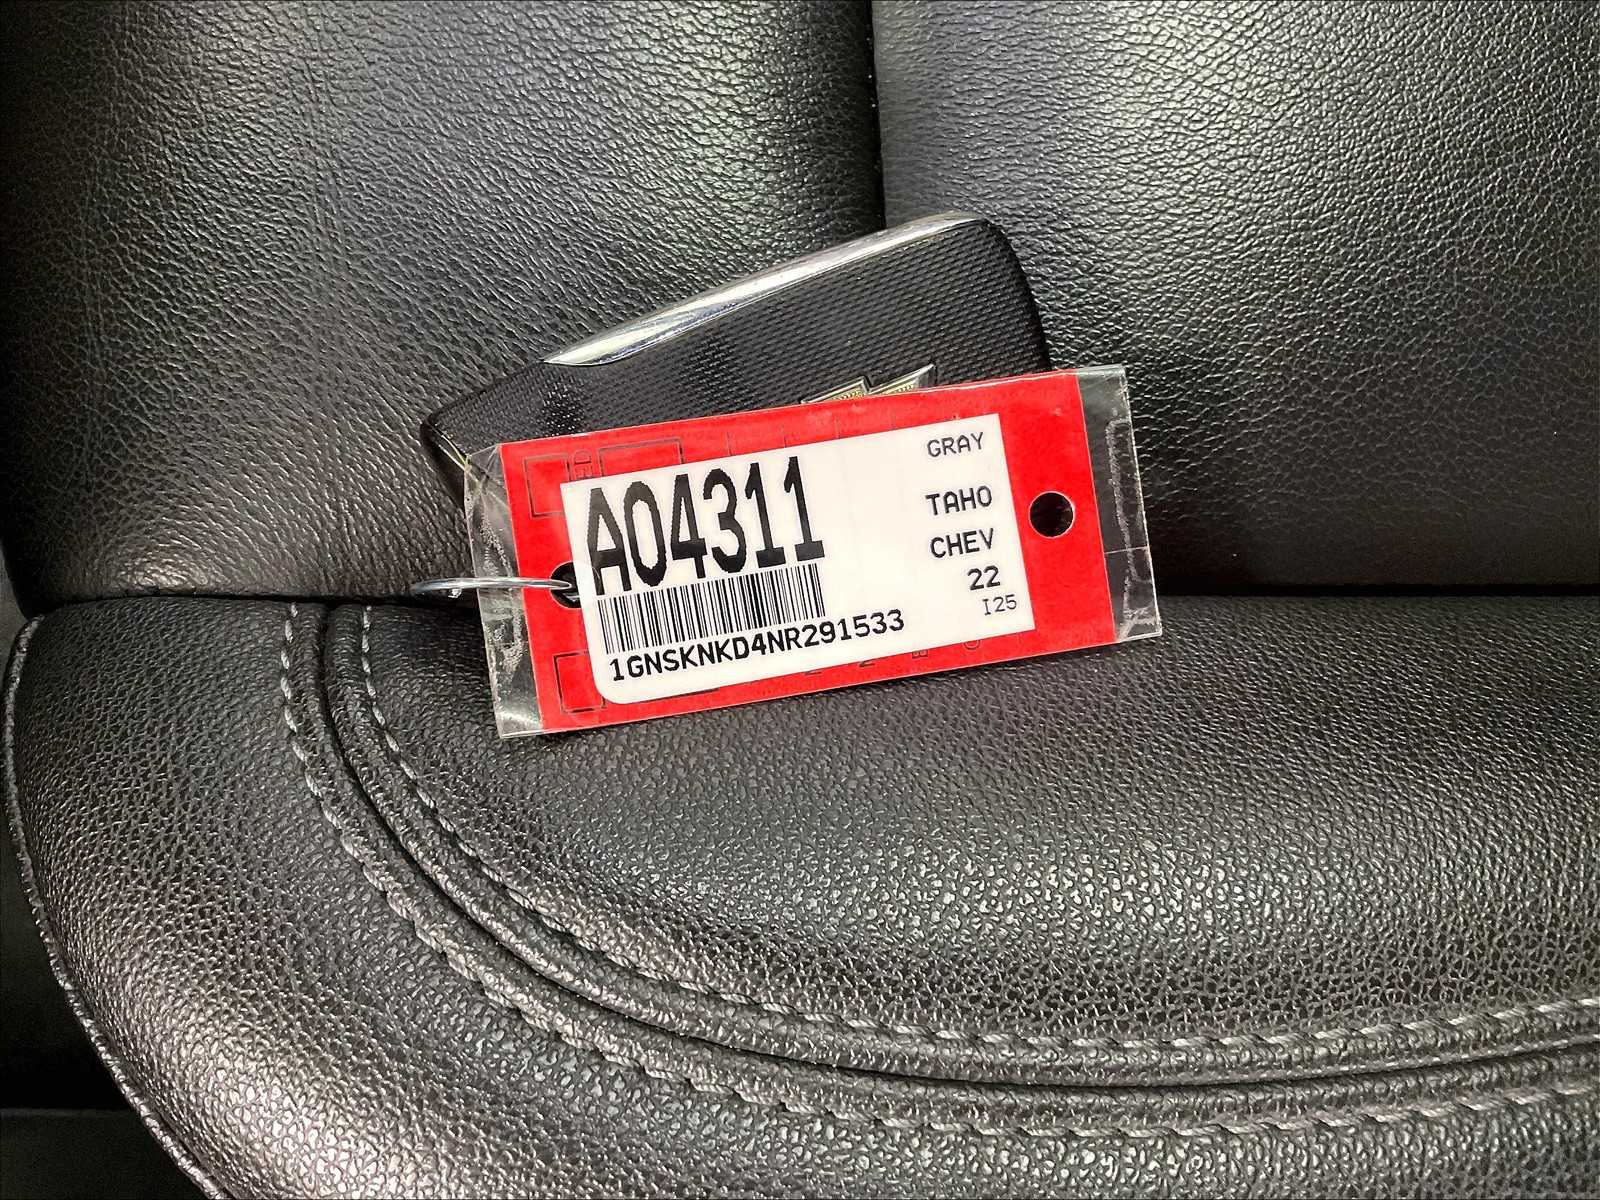 GRAY
A04311
TAHO
CHEV
22
I25
1GNSKNKD4NR291533